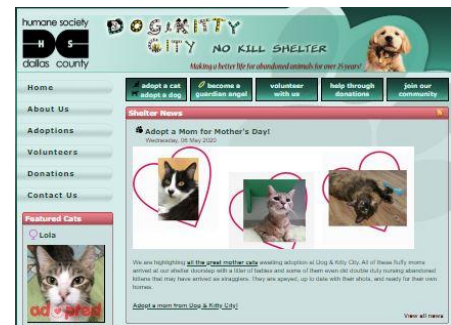 humane society
H S
dallas county
DOG & KITTY
CITY NO KILL SHELTER
Making a better life for abandoned animals for over 35 years!
adopt a cat
adopt a dog
become a
guardian angel
volunteer
with us
help through
donations
join our
community
Home
About Us
Adoptions
Volunteers
Donations
Contact Us
Shelter News
Adopt a Mom for Mother's Day!
Wednesday, 06 May 2020
We are highlighting all the great mother cats awaiting adoption at Dog & Kitty City. All of these fluffy moms
arrived at our shelter doorstep with a litter of babies and some of them even did double duty nursing abandoned
kittens that may have arrived as stragglers. They are spayed, up to date with their shots, and ready for their own
homes.
Adopt a mom from Dog & Kitty City!
View all news
Featured Cats
Lola
adopted